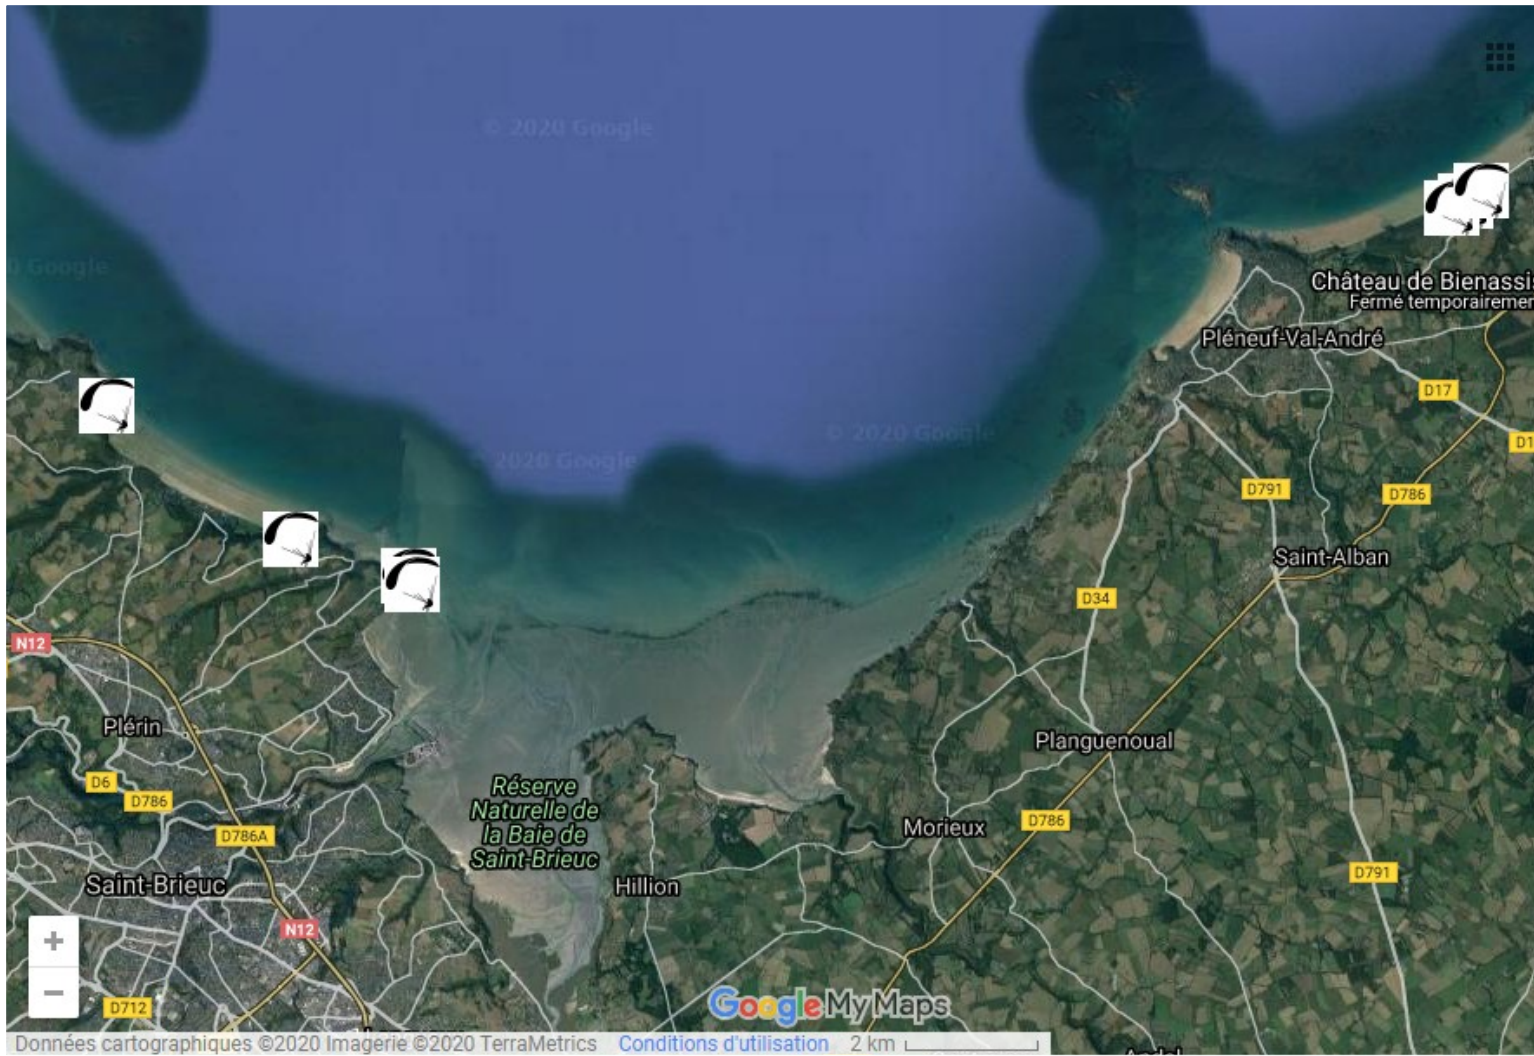 © 2020 Google
0 Google
Château de Bienassis
Fermé temporairemen
Pléneuf-Val-André
D17
D1
© 2020 Google
2020 Google
D791
D786
Saint-Alban
D34
N12
Plérin
Planguenoual
D6
D786
Réserve
Naturelle de
la Baie de
Saint-Brieuc
D786A
Morieux
D786
Saint-Brieuc
Hillion
D791
N12
+
−
D712
Google My Maps
Données cartographiques ©2020 Imagerie ©2020 TerraMetrics Conditions d'utilisation 2 km